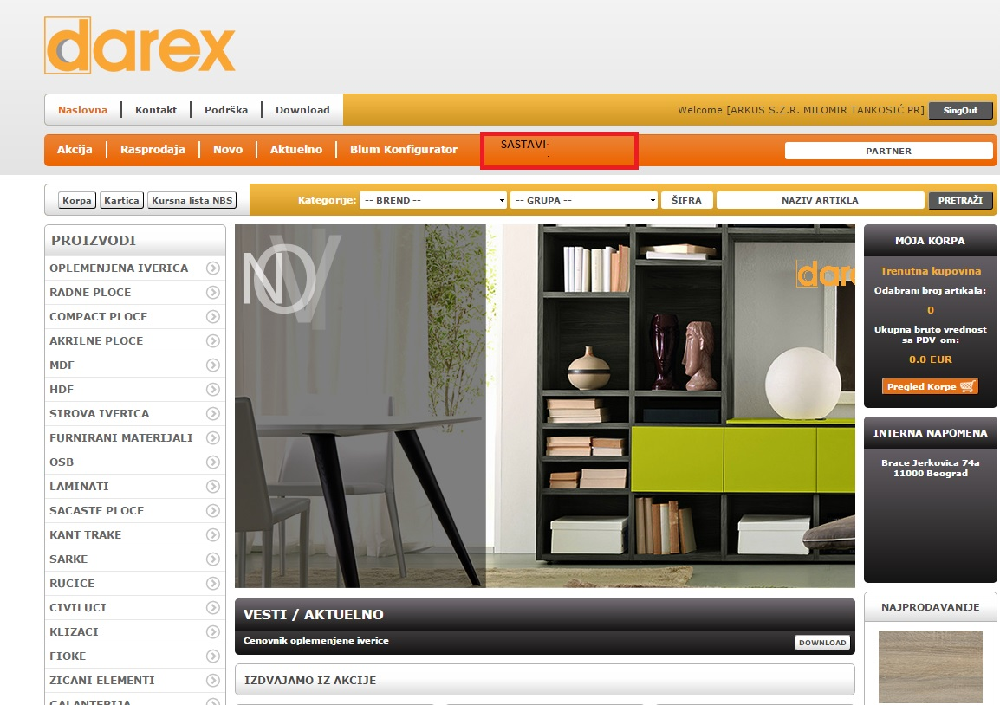 darex
Naslovna
Kontakt
Podrška
Download
Welcome [ARKUS S.Z.R. MILOMIR TANKOSIĆ PR]
SingOut
Akcija
Rasprodaja
Novo
Aktuelno
Blum Konfigurator
SASTAVI
PARTNER
Korpa
Kartica
Kursna lista NBS
Kategorije:
-- BREND --
-- GRUPA --
ŠIFRA
NAZIV ARTIKLA
PRETRAŽI
PROIZVODI
OPLEMENJENA IVERICA
RADNE PLOCE
COMPACT PLOCE
AKRILNE PLOCE
MDF
HDF
SIROVA IVERICA
FURNIRANI MATERIJALI
OSB
LAMINATI
SACASTE PLOCE
KANT TRAKE
SARKE
RUCICE
CIVILUCI
KLIZACI
FIOKE
ZICANI ELEMENTI
GALANTERIJA
NOV
dare
MOJA KORPA
Trenutna kupovina
Odabrani broj artikala:
0
Ukupna bruto vrednost
sa PDV-om:
0.0 EUR
Pregled Korpe
INTERNA NAPOMENA
Brace Jerkovica 74a
11000 Beograd
NAJPRODAVANIJE
VESTI / AKTUELNO
Cenovnik oplemenjene iverice
DOWNLOAD
IZDVAJAMO IZ AKCIJE